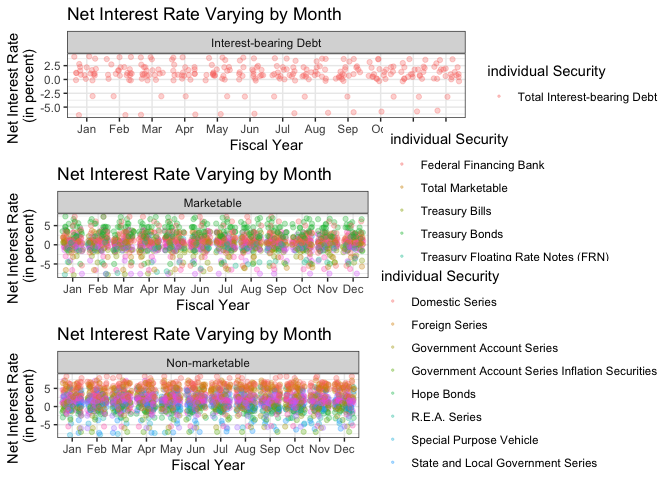 Net Interest Rate Varying by Month
Interest-bearing Debt
Net Interest Rate
(in percent)
2.5
0.0
-2.5
-5.0
Jan Feb Mar Apr May Jun Jul Aug Sep
Fiscal Year
individual Security
Total Interest-bearing Debt
Net Interest Rate Varying by Month
Marketable
Net Interest Rate
(in percent)
5
0
-5
Jan Feb Mar Apr May Jun Jul Aug Sep Oct Nov Dec
Fiscal Year
individual Security
Federal Financing Bank
Total Marketable
Treasury Bills
Treasury Bonds
Treasury Floating Rate Notes (FRN)
Net Interest Rate Varying by Month
Non-marketable
Net Interest Rate
(in percent)
5
0
-5
Jan Feb Mar Apr May Jun Jul Aug Sep Oct Nov Dec
Fiscal Year
individual Security
Domestic Series
Foreign Series
Government Account Series
Government Account Series Inflation Securities
Hope Bonds
R.E.A. Series
Special Purpose Vehicle
State and Local Government Series